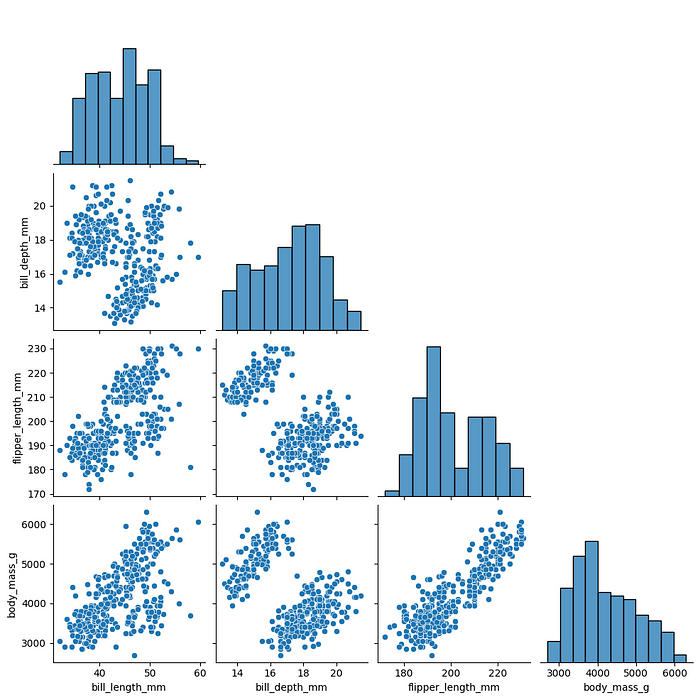 bill_depth_mm
20
18
16
14
flipper_length_mm
230
220
210
200
190
180
170
body_mass_g
6000
5000
4000
3000
40 50 60
14 16 18 20
180 200 220
3000 4000 5000 6000
bill_length_mm bill_depth_mm flipper_length_mm body_mass_g